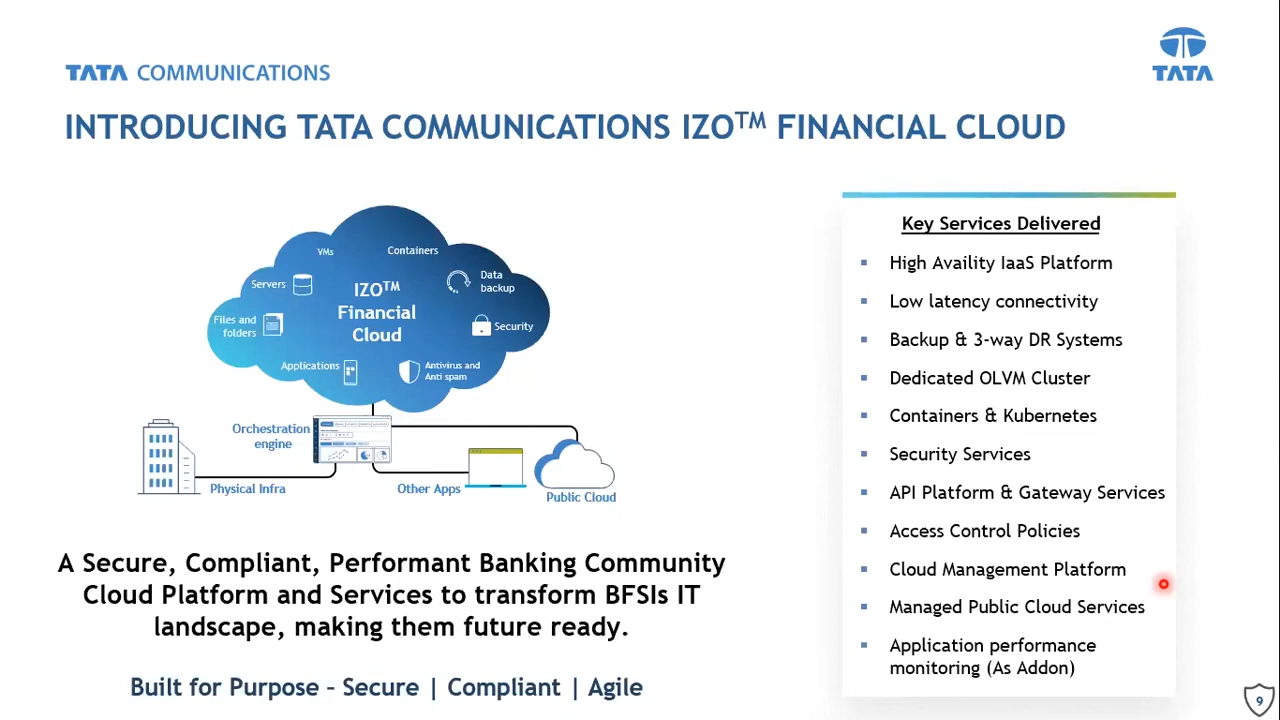 TATA COMMUNICATIONS
TATA
INTRODUCING TATA COMMUNICATIONS IZO™ FINANCIAL CLOUD
VMs
Containers
Servers
Data
backup
IZO™
Financial
Cloud
Files and
folders
Security
Applications
Antivirus and
Anti spam
Orchestration
engine
Physical Infra
Other Apps
Public Cloud
A Secure, Compliant, Performant Banking Community
Cloud Platform and Services to transform BFSIs IT
landscape, making them future ready.
Built for Purpose – Secure | Compliant | Agile
Key Services Delivered
▪ High Availity IaaS Platform
▪ Low latency connectivity
▪ Backup & 3-way DR Systems
▪ Dedicated OLVM Cluster
▪ Containers & Kubernetes
▪ Security Services
▪ API Platform & Gateway Services
▪ Access Control Policies
▪ Cloud Management Platform
▪ Managed Public Cloud Services
▪ Application performance
monitoring (As Addon)
9